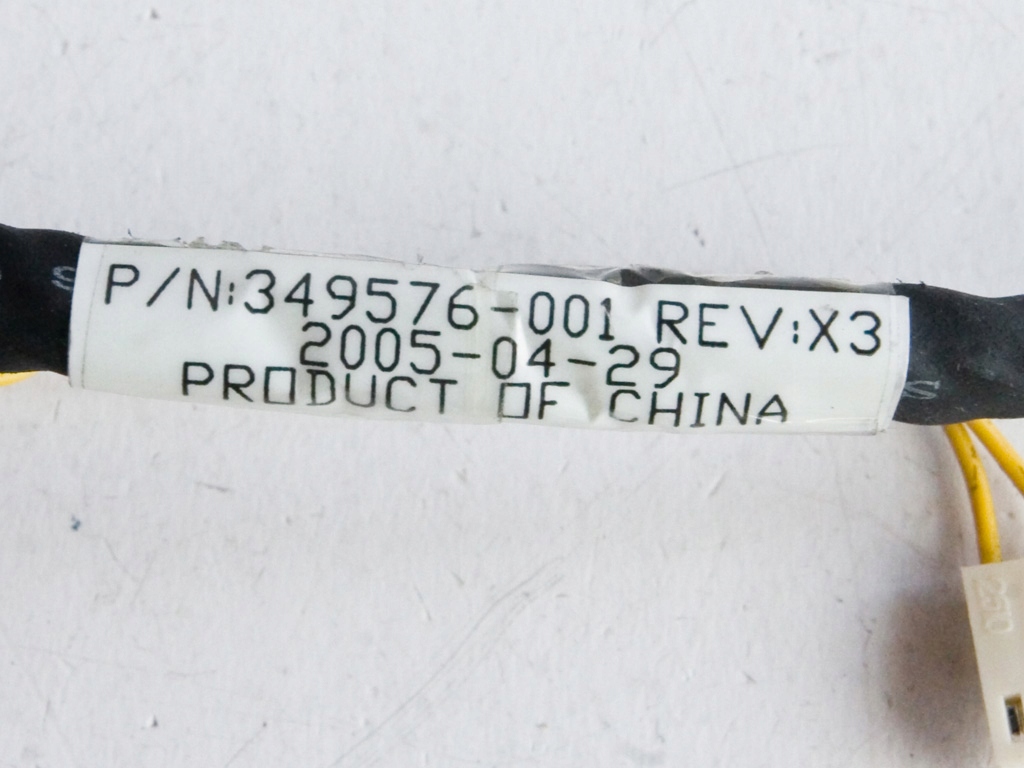 P/N:349576-001 REV:X3
2005-04-29
PRODUCT OF CHINA
S
S